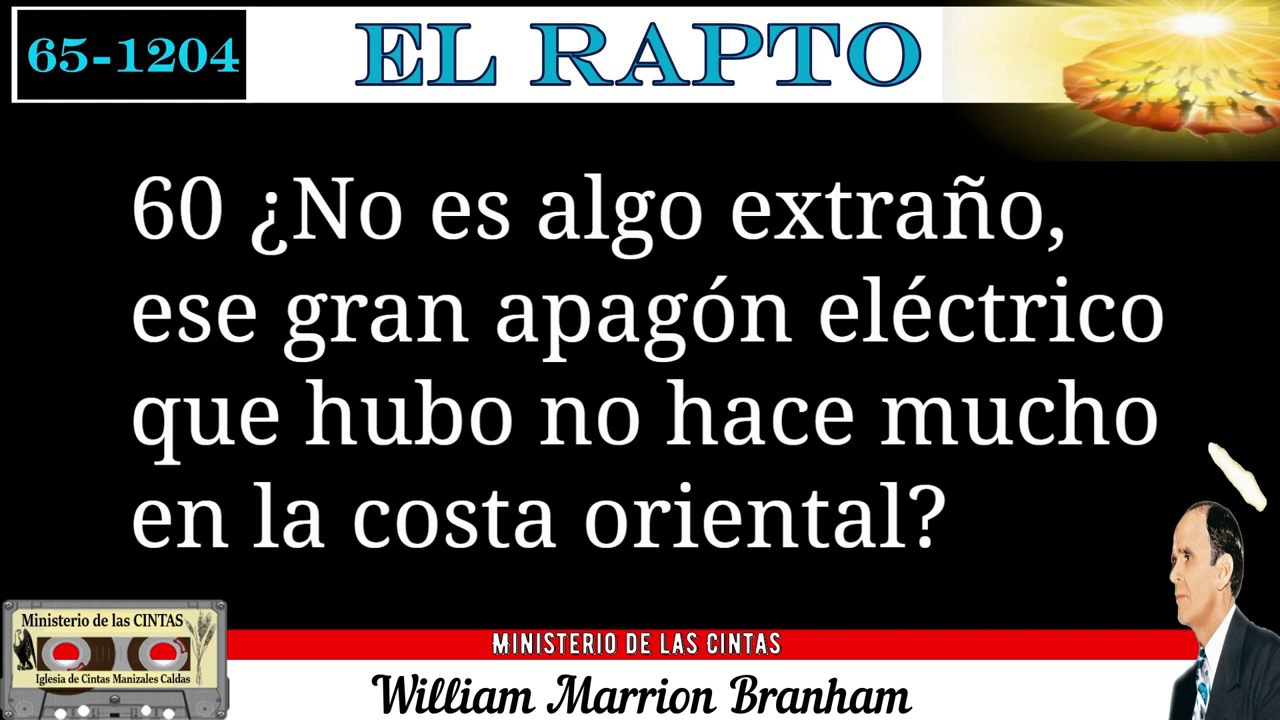 65-1204
EL RAPTO
60 ¿No es algo extraño,
ese gran apagón eléctrico
que hubo no hace mucho
en la costa oriental?
Ministerio de las CINTAS
Iglesia de Cintas Manizales Caldas
MINISTERIO DE LAS CINTAS
William Marrion Branham